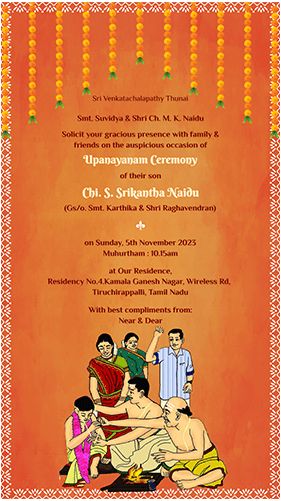 Sri Venkatachalapathy Thunai
Smt. Suvidya & Shri Ch. M. K. Naidu
Solicit your gracious presence with family &
friends on the auspicious occasion of
Upanayanam Ceremony
of their son
Chi. S. Srikantha Naidu
(Gs/o. Smt. Karthika & Shri Raghavendran)
on Sunday, 5th November 2023
Muhurtham : 10.15am
at Our Residence,
Residency No.4.Kamala Ganesh Nagar, Wireless Rd,
Tiruchirappalli, Tamil Nadu
With best compliments from:
Near & Dear